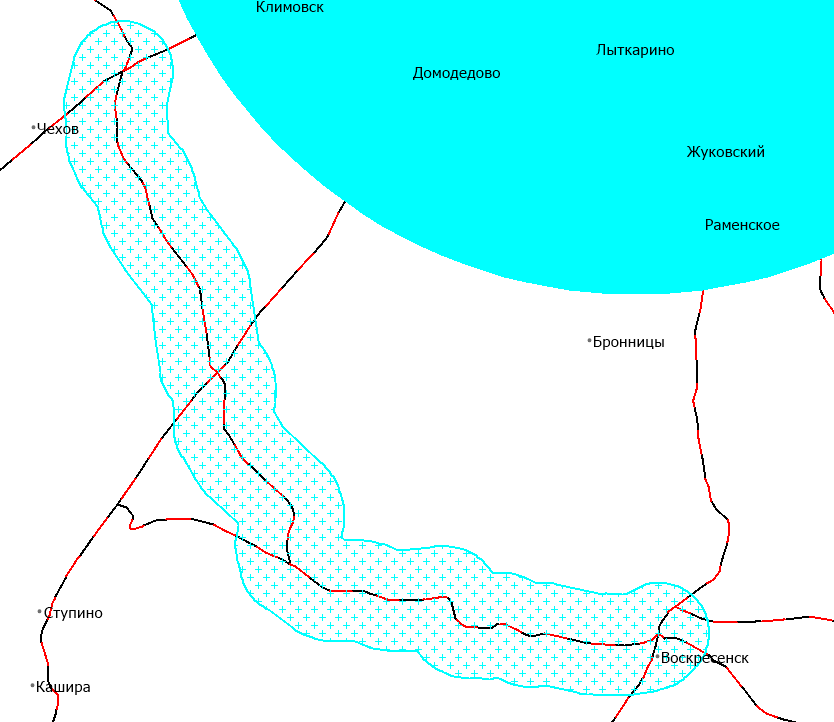 Климовск
Лыткарино
Домодедово
Чехов
Жуковский
Раменское
Бронницы
Ступино
Воскресенск
Кашира